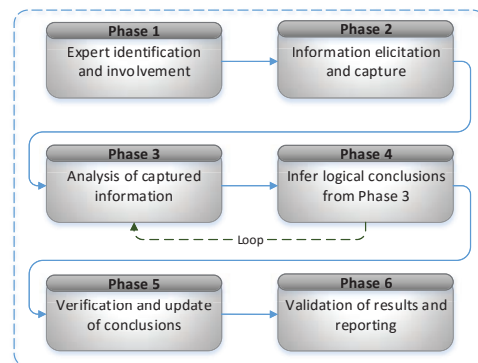 Phase 1
Expert identification
and involvement
Phase 2
Information elicitation
and capture
Phase 3
Analysis of captured
information
Phase 4
Infer logical conclusions
from Phase 3
Loop
Phase 5
Verification and update
of conclusions
Phase 6
Validation of results and
reporting